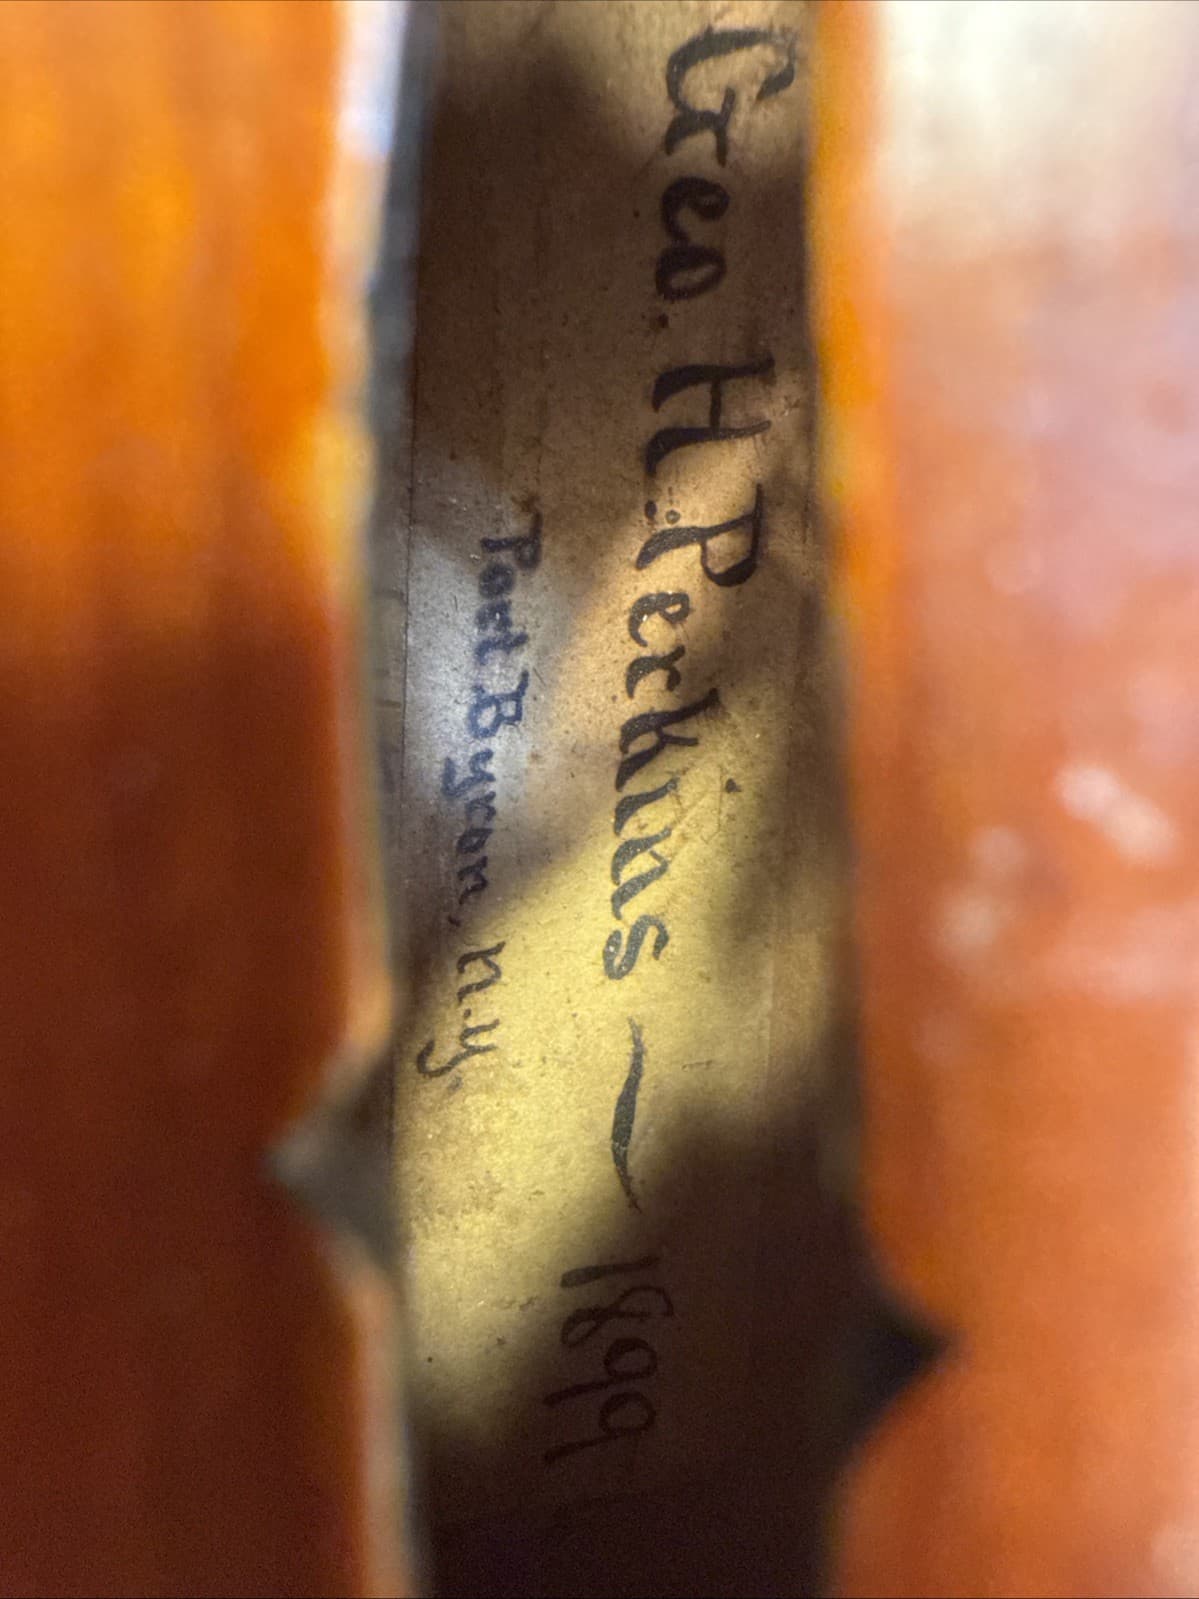 Geo. H. Perkins ~ 1899
Port Byron, N.Y.